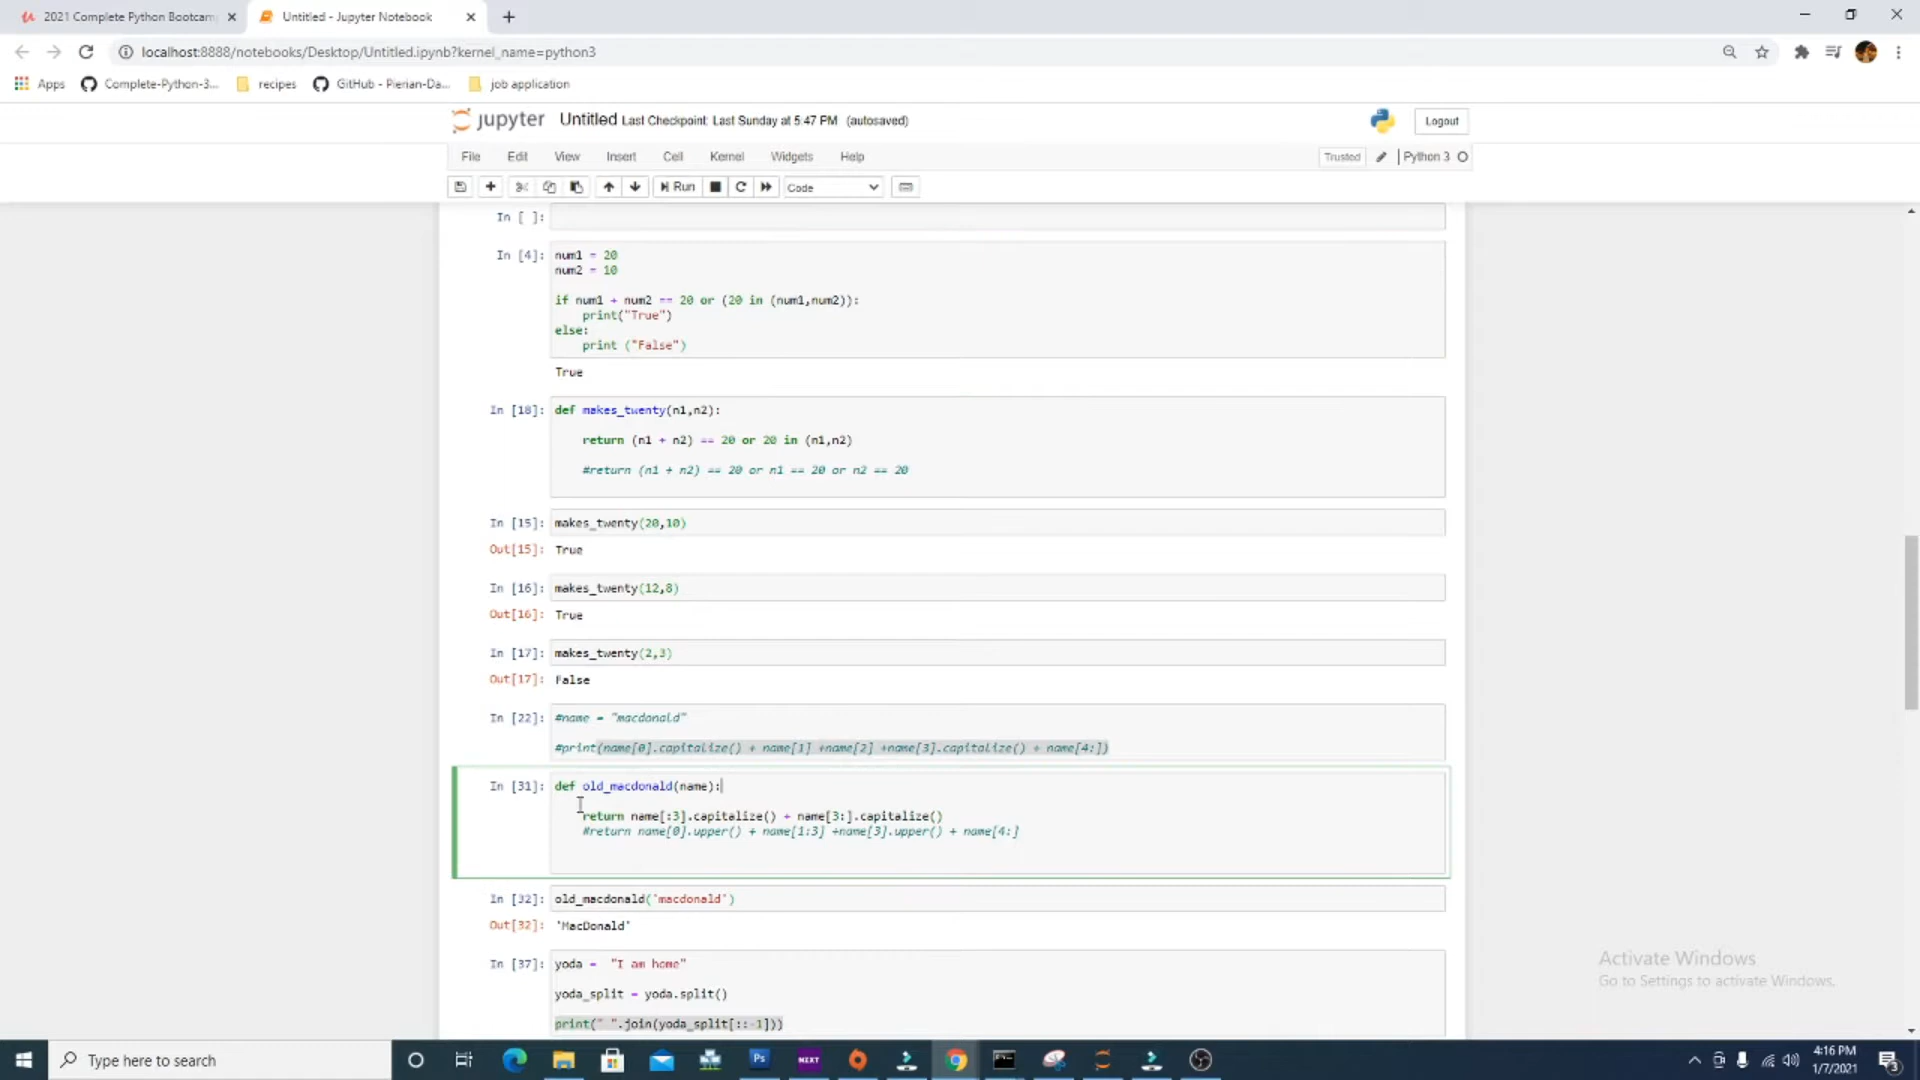 2021 Complete Python Bootcam
Untitled - Jupyter Notebook
localhost:8888/notebooks/Desktop/Untitled.ipynb?kernel_name=python3
Apps
Complete-Python-3...
recipes
GitHub - Pierian-Da...
job application
jupyter
Untitled Last Checkpoint: Last Sunday at 5:47 PM (autosaved)
Logout
File Edit View Insert Cell Kernel Widgets Help
Trusted
Python 3
Run
Code
In [ ]:
In [4]: num1 = 20
num2 = 10
if num1 + num2 == 20 or (20 in (num1,num2)):
print("True")
else:
print ("False")
True
In [18]: def makes_twenty(n1,n2):
return (n1 + n2) == 20 or 20 in (n1,n2)
#return (n1 + n2) == 20 or n1 == 20 or n2 == 20
In [15]: makes_twenty(20,10)
Out[15]: True
In [16]: makes_twenty(12,8)
Out[16]: True
In [17]: makes_twenty(2,3)
Out[17]: False
In [22]: #name = "macdonald"
#print(name[0].capitalize() + name[1] +name[2] +name[3].capitalize() + name[4:])
In [31]: def old_macdonald(name):
return name[:3].capitalize() + name[3:].capitalize()
#return name[0].upper() + name[1:3] +name[3].upper() + name[4:]
In [32]: old_macdonald('macdonald')
Out[32]: 'MacDonald'
In [37]: yoda = "I am home"
yoda_split = yoda.split()
print(" ".join(yoda_split[::-1]))
Activate Windows
Go to Settings to activate Windows.
Type here to search
Ps
NEXT
4:16 PM
1/7/2021
3